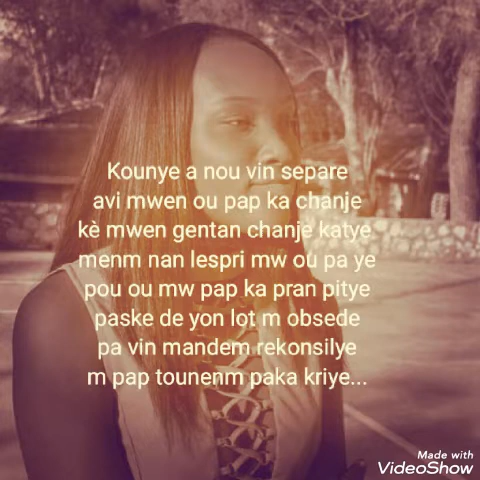 Kounye a nou vin separe
avi mwen ou pap ka chanje
kè mwen gentan chanje katye
menm nan lespri mw ou pa ye
pou ou mw pap ka pran pitye
paske de yon lot m obsede
pa vin mandem rekonsilye
m pap tounenm paka kriye...
Made with
VideoShow